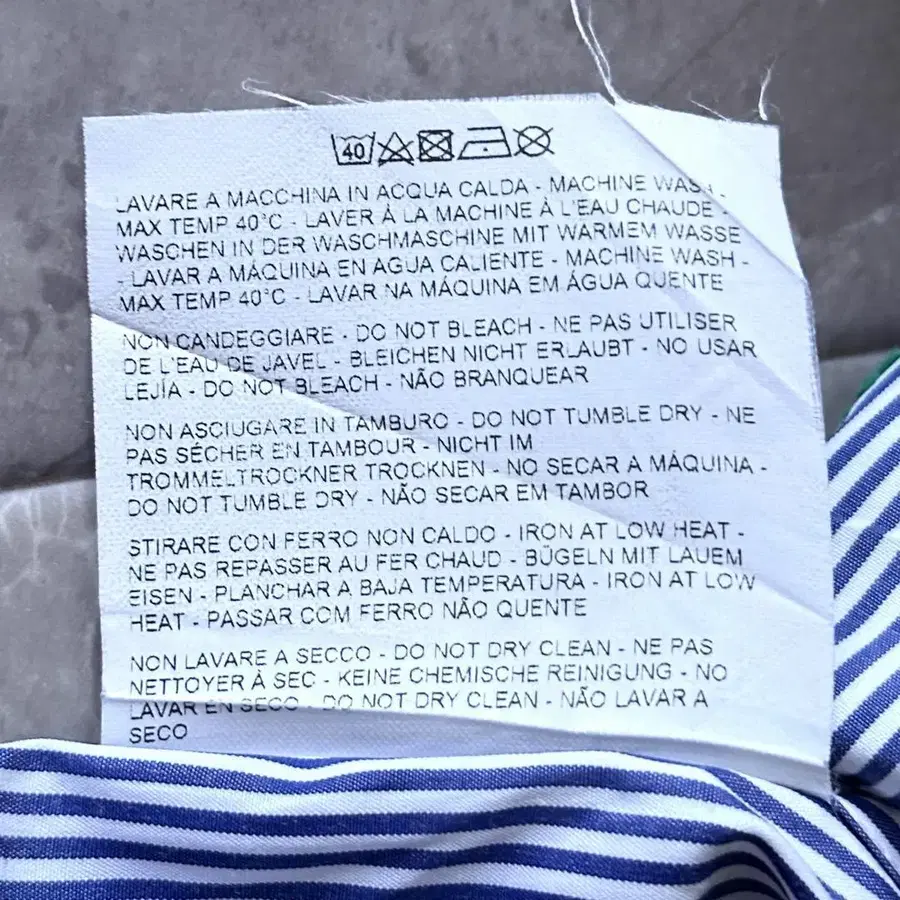 40
LAVARE A MACCHINA IN ACQUA CALDA - MACHINE WASH -
MAX TEMP 40°C - LAVER À LA MACHINE À L'EAU CHAUDE -
WASCHEN IN DER WASCHMASCHINE MIT WARMEM WASSE
- LAVAR A MÁQUINA EN AGUA CALIENTE - MACHINE WASH -
MAX TEMP 40°C - LAVAR NA MÁQUINA EM ÁGUA QUENTE
NON CANDEGGIARE - DO NOT BLEACH - NE PAS UTILISER
DE L'EAU DE JAVEL - BLEICHEN NICHT ERLAUBT - NO USAR
LEJÍA - DO NOT BLEACH - NÃO BRANQUEAR
NON ASCIUGARE IN TAMBURO - DO NOT TUMBLE DRY - NE
PAS SÉCHER EN TAMBOUR - NICHT IM
TROMMELTROCKNER TROCKNEN - NO SECAR A MÁQUINA -
DO NOT TUMBLE DRY - NÃO SECAR EM TAMBOR
STIRARE CON FERRO NON CALDO - IRON AT LOW HEAT -
NE PAS REPASSER AU FER CHAUD - BÜGELN MIT LAUEM
EISEN - PLANCHAR A BAJA TEMPERATURA - IRON AT LOW
HEAT - PASSAR COM FERRO NÃO QUENTE
NON LAVARE A SECCO - DO NOT DRY CLEAN - NE PAS
NETTOYER À SEC - KEINE CHEMISCHE REINIGUNG - NO
LAVAR EN SECO - DO NOT DRY CLEAN - NÃO LAVAR A
SECO